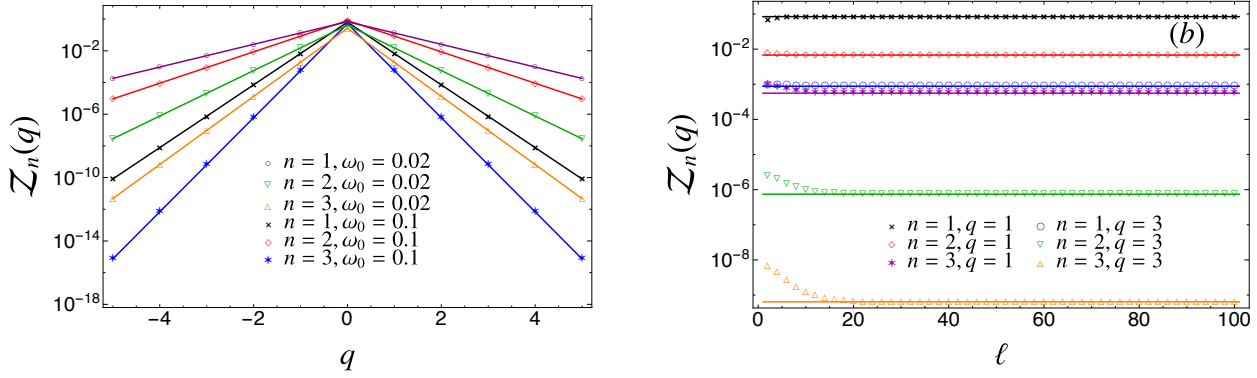 𝒵ₙ(q)
10⁻²
10⁻⁶
10⁻¹⁰
10⁻¹⁴
10⁻¹⁸
n = 1, ω₀ = 0.02
n = 2, ω₀ = 0.02
n = 3, ω₀ = 0.02
n = 1, ω₀ = 0.1
n = 2, ω₀ = 0.1
n = 3, ω₀ = 0.1
−4 −2 0 2 4
q
(b)
𝒵ₙ(q)
10⁻²
10⁻⁴
10⁻⁶
10⁻⁸
n = 1, q = 1 n = 1, q = 3
n = 2, q = 1 n = 2, q = 3
n = 3, q = 1 n = 3, q = 3
0 20 40 60 80 100
ℓ